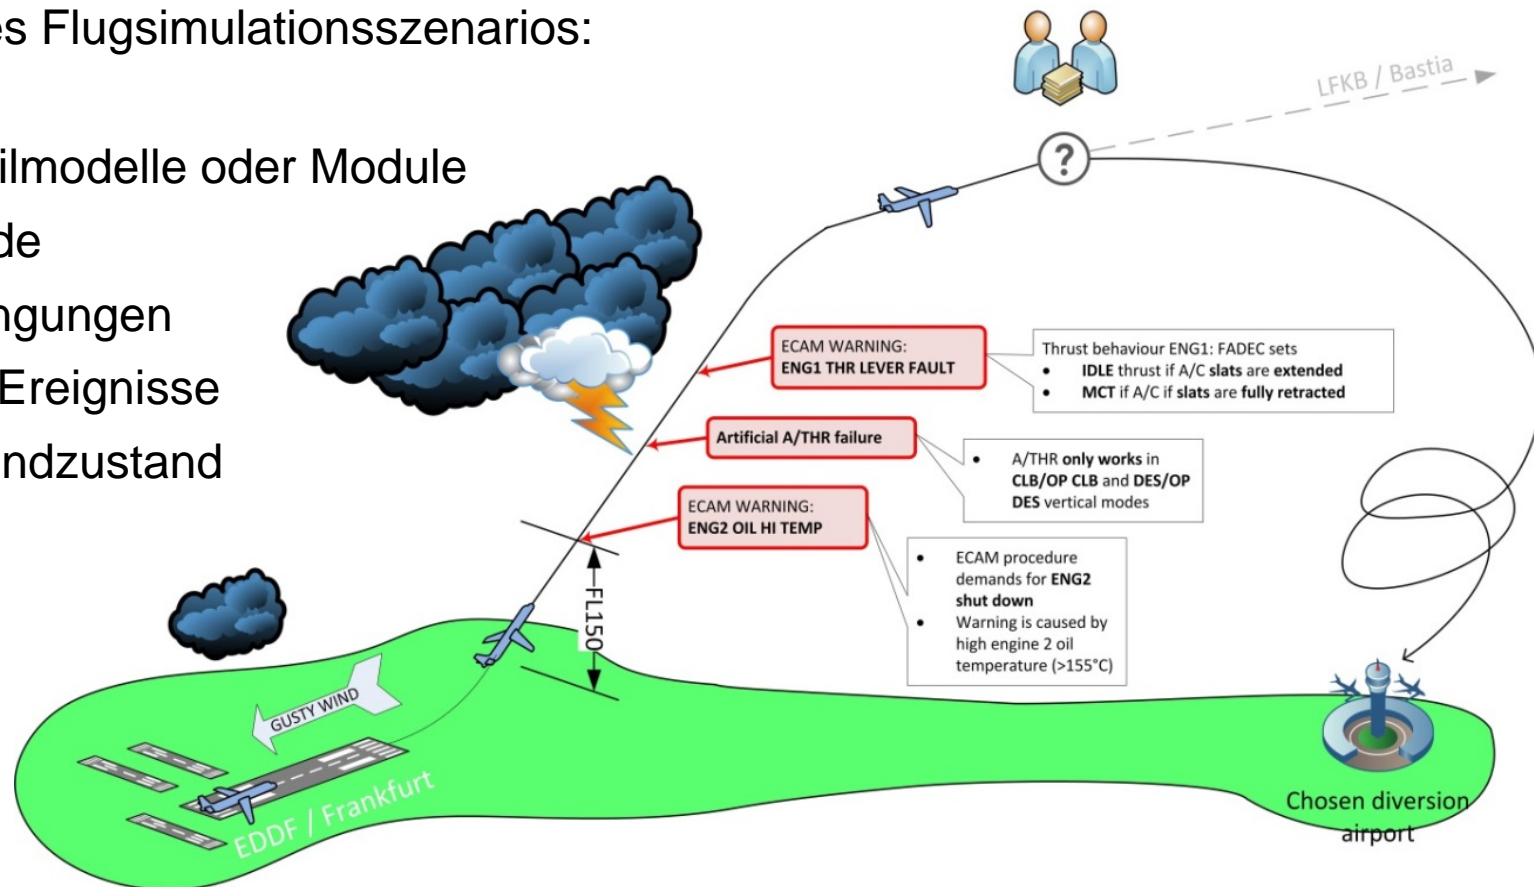 es Flugsimulationsszenarios:
ilmodelle oder Module
de
ngungen
Ereignisse
ndzustand
LFKB / Bastia
?
ECAM WARNING:
ENG1 THR LEVER FAULT
Thrust behaviour ENG1: FADEC sets
• IDLE thrust if A/C slats are extended
• MCT if A/C if slats are fully retracted
Artificial A/THR failure
• A/THR only works in
CLB/OP CLB and DES/OP
DES vertical modes
ECAM WARNING:
ENG2 OIL HI TEMP
• ECAM procedure
demands for ENG2
shut down
• Warning is caused by
high engine 2 oil
temperature (>155°C)
FL150
GUSTY WIND
EDDF / Frankfurt
Chosen diversion
airport